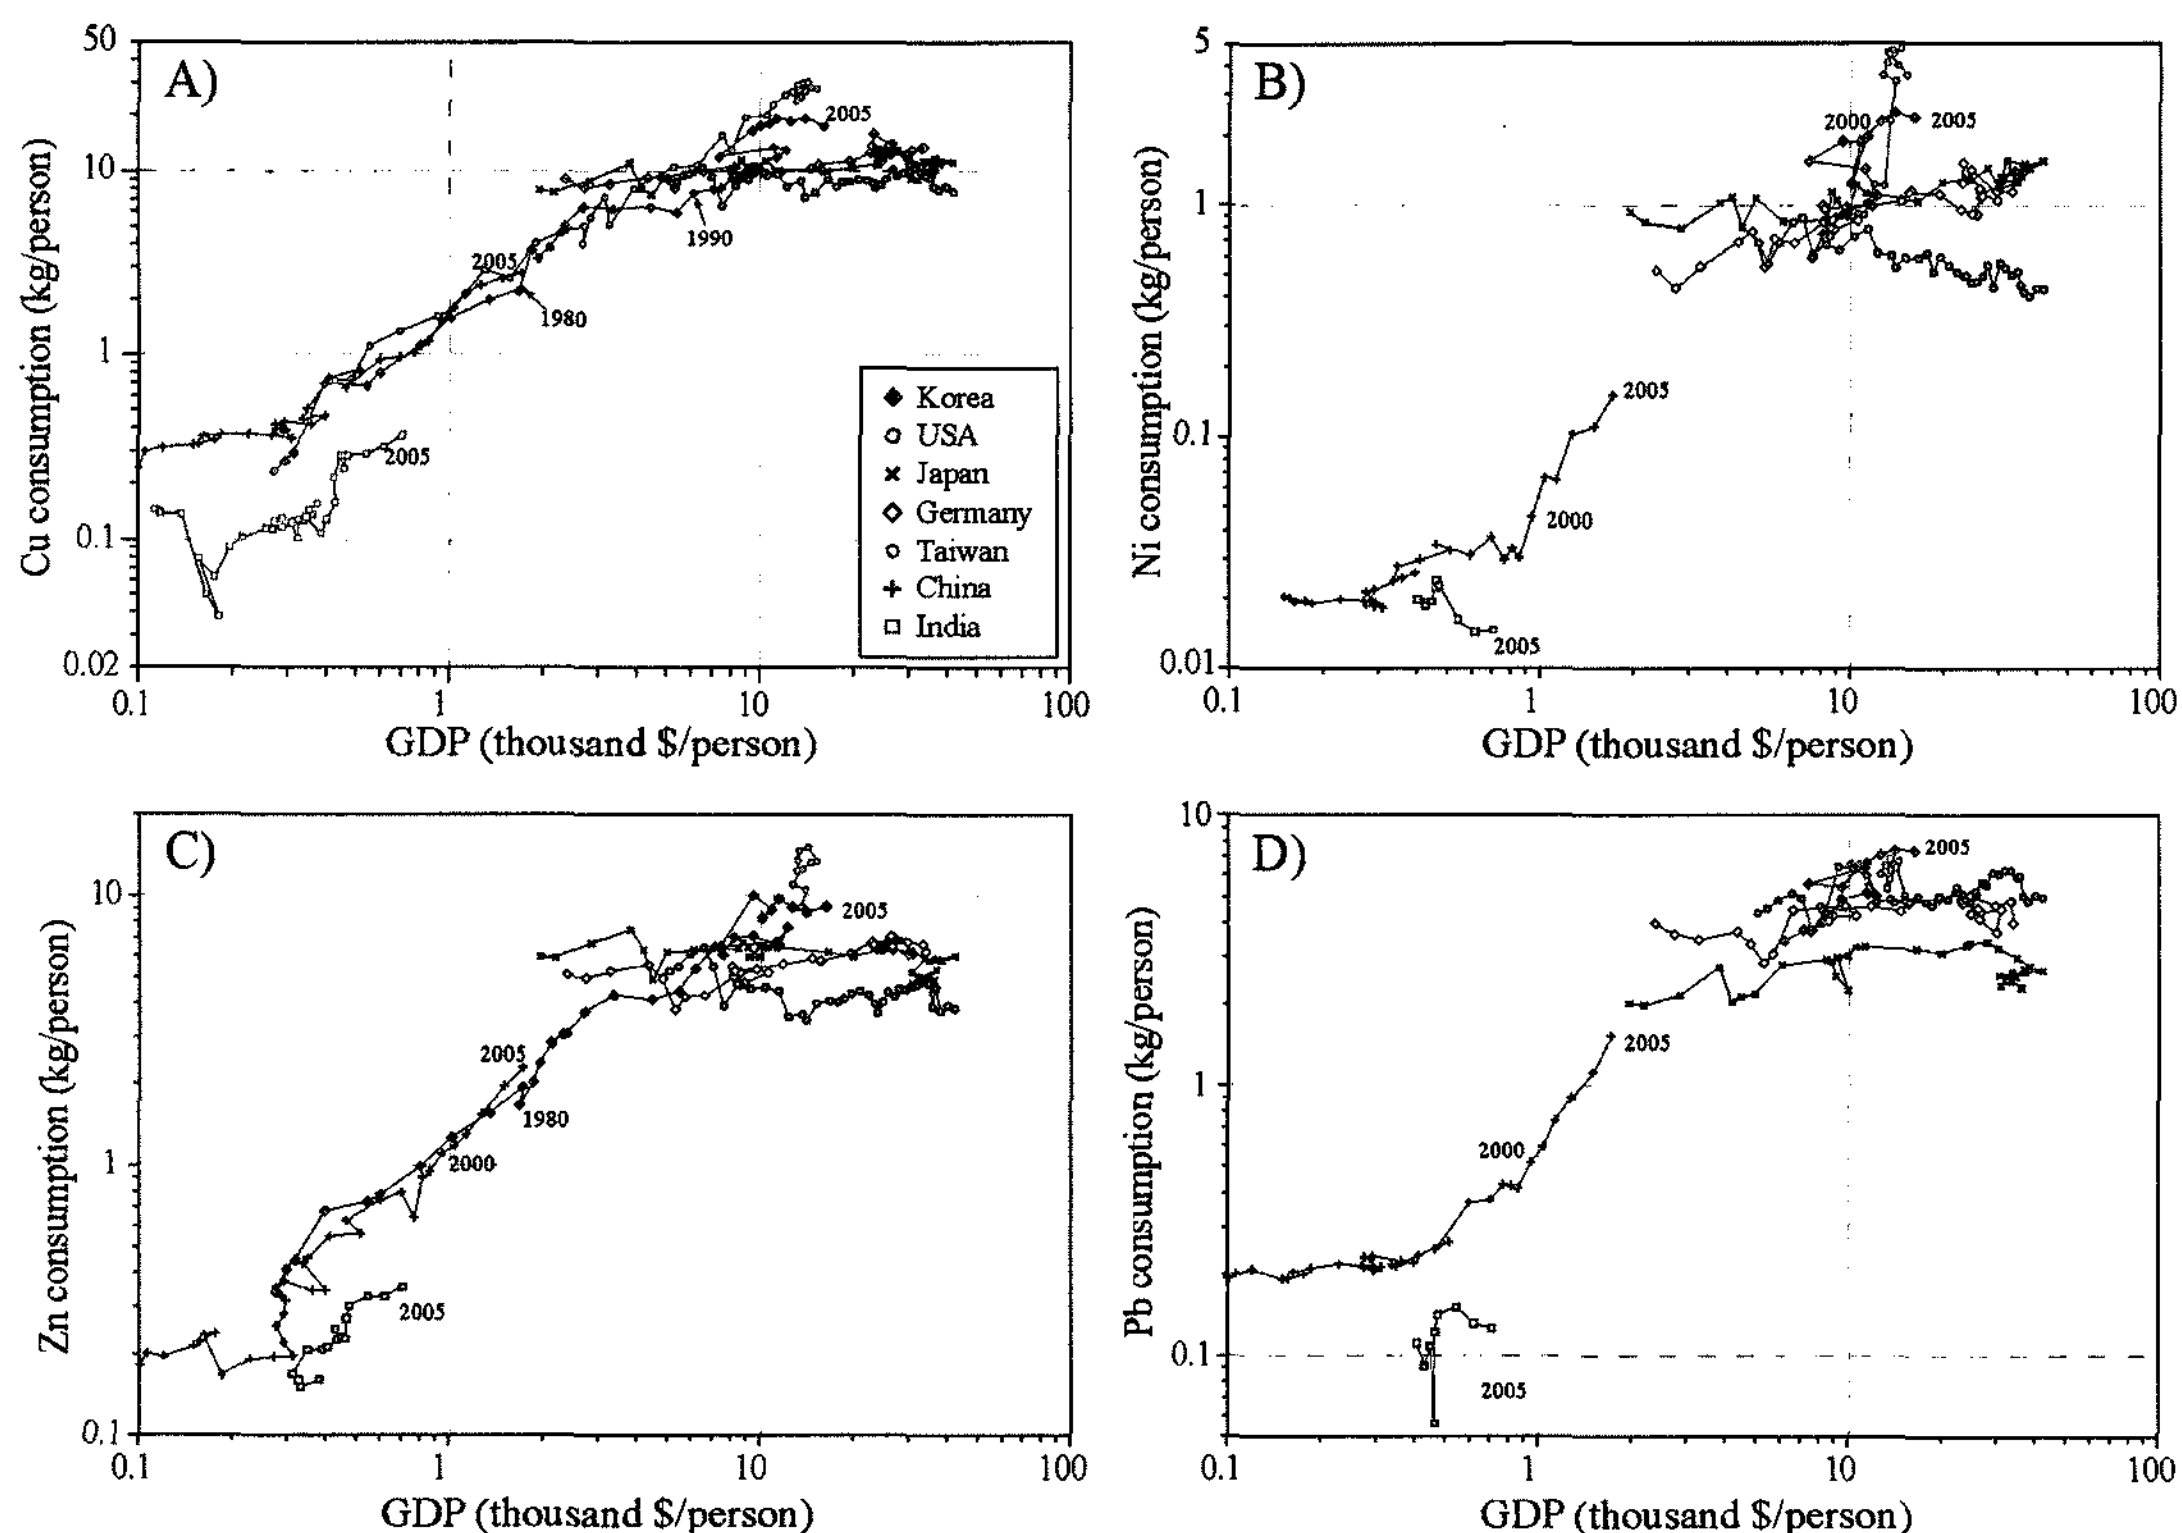 A)
50
10
1
0.1
0.02
Cu consumption (kg/person)
2005
1990
2005
1980
2005
Korea
USA
Japan
Germany
Taiwan
China
India
0.1
1
10
100
GDP (thousand $/person)
B)
5
1
0.1
0.01
Ni consumption (kg/person)
2000
2005
2005
2000
2005
0.1
1
10
100
GDP (thousand $/person)
C)
10
1
0.1
Zn consumption (kg/person)
2005
2005
1980
2000
2005
0.1
1
10
100
GDP (thousand $/person)
D)
10
1
0.1
Pb consumption (kg/person)
2005
2005
2000
2005
0.1
1
10
100
GDP (thousand $/person)